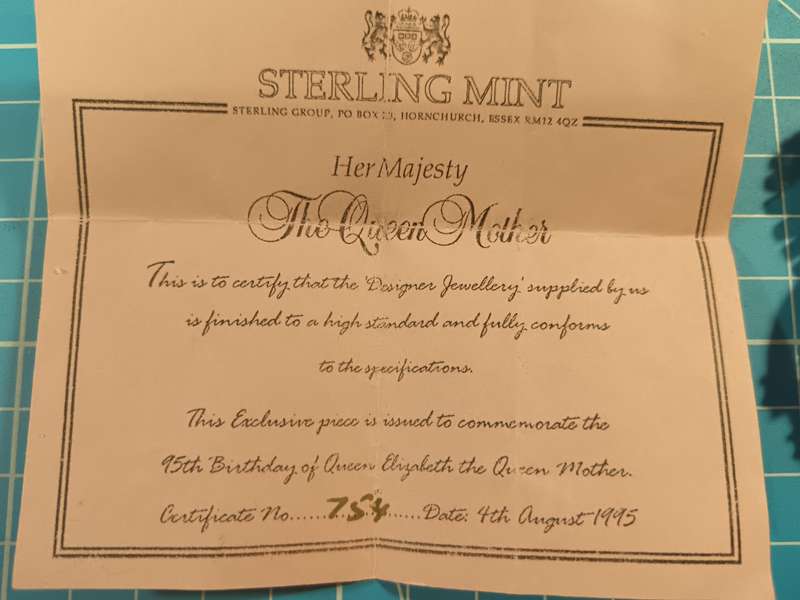 STERLING MINT
STERLING GROUP, PO BOX 23, HORNCHURCH, ESSEX RM12 4QZ
Her Majesty
The Queen Mother
This is to certify that the 'Designer Jewellery' supplied by us
is finished to a high standard and fully conforms
to the specifications.
This Exclusive piece is issued to commemorate the
95th Birthday of Queen Elizabeth the Queen Mother.
Certificate No......754......Date: 4th August 1995